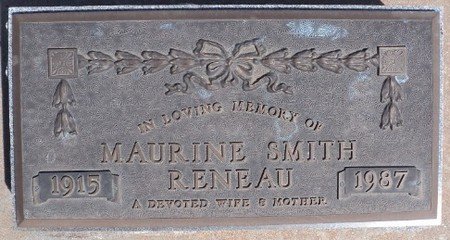 IN LOVING MEMORY OF
MAURINE SMITH
RENEAU
1915 1987
A DEVOTED WIFE & MOTHER